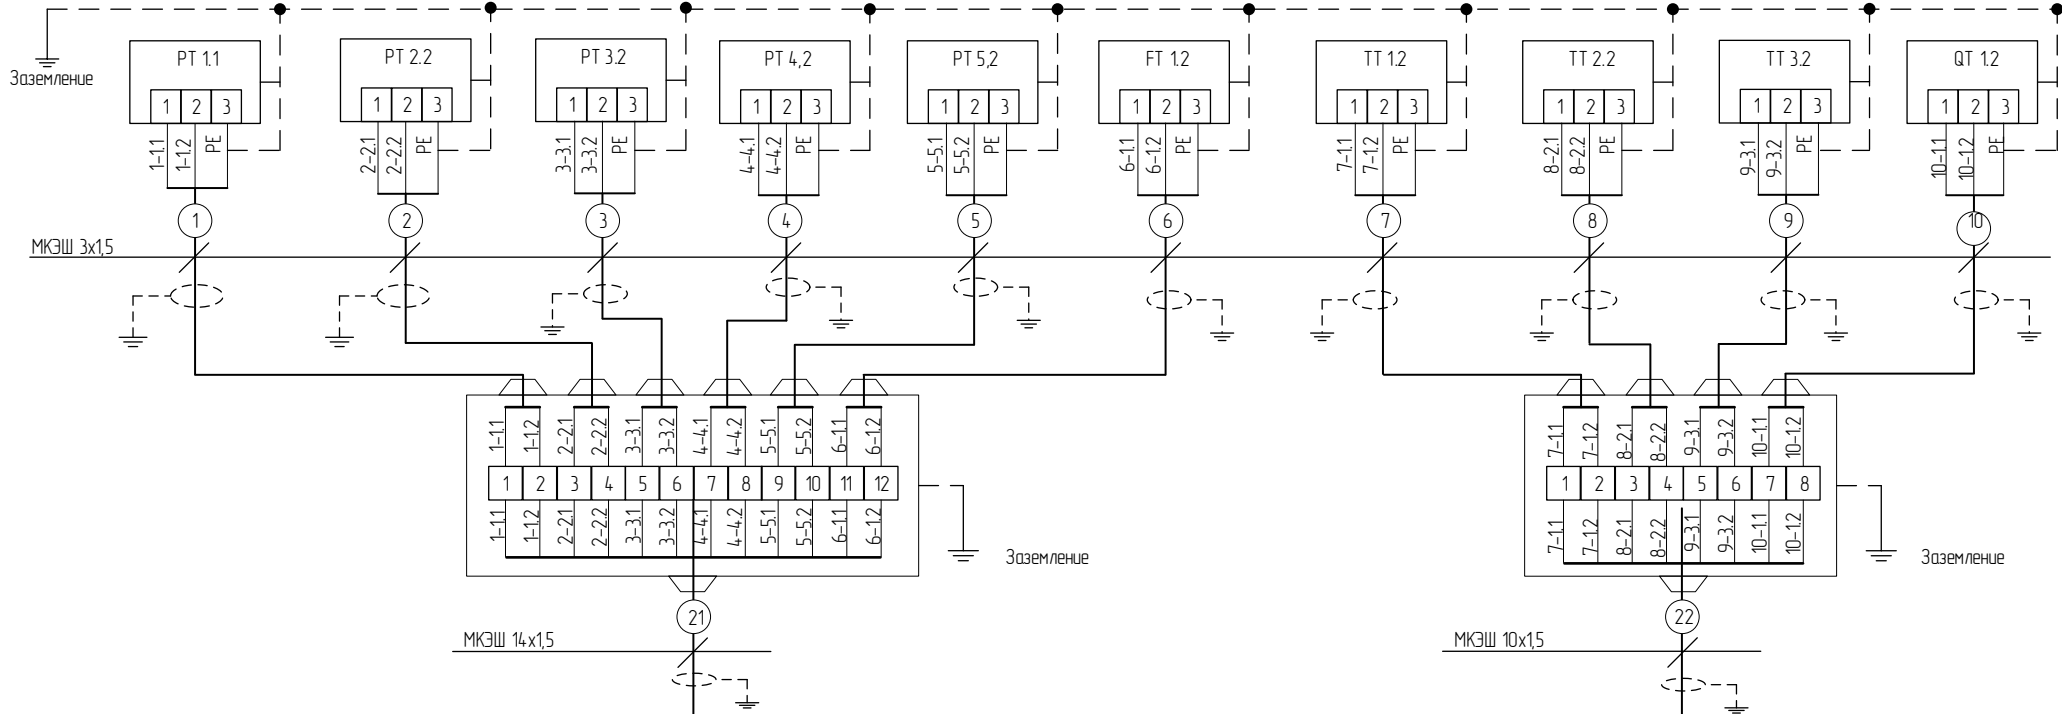 Заземление
PT 1.1
PT 2.2
PT 3.2
PT 4,2
PT 5,2
FT 1.2
TT 1.2
TT 2.2
TT 3.2
QT 1.2
1 2 3
1 2 3
1 2 3
1 2 3
1 2 3
1 2 3
1 2 3
1 2 3
1 2 3
1 2 3
1-1.1 1-1.2 PE
2-2.1 2-2.2 PE
3-3.1 3-3.2 PE
4-4.1 4-4.2 PE
5-5.1 5-5.2 PE
6-1.1 6-1.2 PE
7-1.1 7-1.2 PE
8-2.1 8-2.2 PE
9-3.1 9-3.2 PE
10-1.1 10-1.2 PE
1 2 3 4 5 6 7 8 9 10
МКЭШ 3x1,5
1-1.1 1-1.2 2-2.1 2-2.2 3-3.1 3-3.2 4-4.1 4-4.2 5-5.1 5-5.2 6-1.1 6-1.2
1 2 3 4 5 6 7 8 9 10 11 12
1-1.1 1-1.2 2-2.1 2-2.2 3-3.1 3-3.2 4-4.1 4-4.2 5-5.1 5-5.2 6-1.1 6-1.2
Заземление
21
МКЭШ 14x1,5
7-1.1 7-1.2 8-2.1 8-2.2 9-3.1 9-3.2 10-1.1 10-1.2
1 2 3 4 5 6 7 8
7-1.1 7-1.2 8-2.1 8-2.2 9-3.1 9-3.2 10-1.1 10-1.2
Заземление
22
МКЭШ 10x1,5